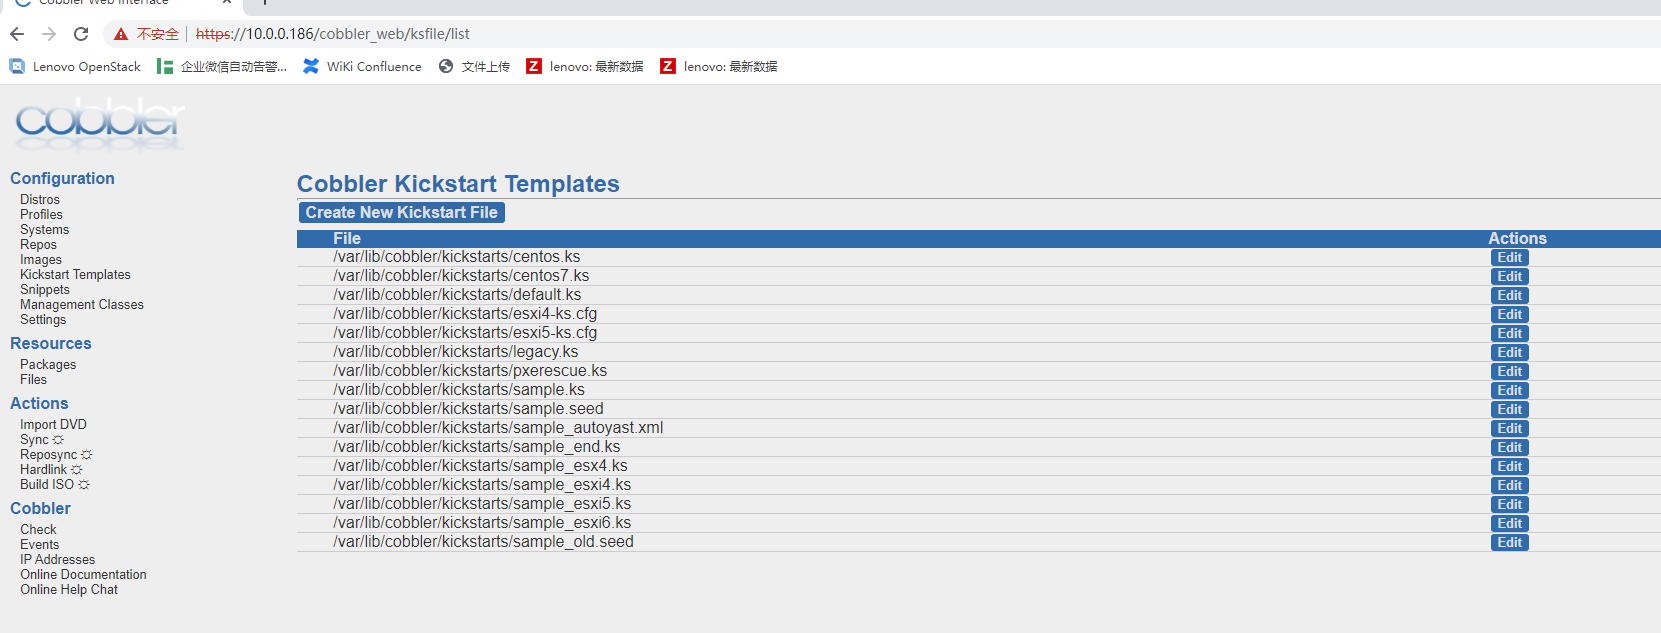 Cobbler Web Interface
不安全 https://10.0.0.186/cobbler_web/ksfile/list
Lenovo OpenStack 企业微信自动告警... WiKi Confluence 文件上传 Z lenovo: 最新数据 Z lenovo: 最新数据
cobbler
Configuration
Distros
Profiles
Systems
Repos
Images
Kickstart Templates
Snippets
Management Classes
Settings
Resources
Packages
Files
Actions
Import DVD
Sync
Reposync
Hardlink
Build ISO
Cobbler
Check
Events
IP Addresses
Online Documentation
Online Help Chat
Cobbler Kickstart Templates
Create New Kickstart File
File Actions
/var/lib/cobbler/kickstarts/centos.ks Edit
/var/lib/cobbler/kickstarts/centos7.ks Edit
/var/lib/cobbler/kickstarts/default.ks Edit
/var/lib/cobbler/kickstarts/esxi4-ks.cfg Edit
/var/lib/cobbler/kickstarts/esxi5-ks.cfg Edit
/var/lib/cobbler/kickstarts/legacy.ks Edit
/var/lib/cobbler/kickstarts/pxerescue.ks Edit
/var/lib/cobbler/kickstarts/sample.ks Edit
/var/lib/cobbler/kickstarts/sample.seed Edit
/var/lib/cobbler/kickstarts/sample_autoyast.xml Edit
/var/lib/cobbler/kickstarts/sample_end.ks Edit
/var/lib/cobbler/kickstarts/sample_esx4.ks Edit
/var/lib/cobbler/kickstarts/sample_esxi4.ks Edit
/var/lib/cobbler/kickstarts/sample_esxi5.ks Edit
/var/lib/cobbler/kickstarts/sample_esxi6.ks Edit
/var/lib/cobbler/kickstarts/sample_old.seed Edit